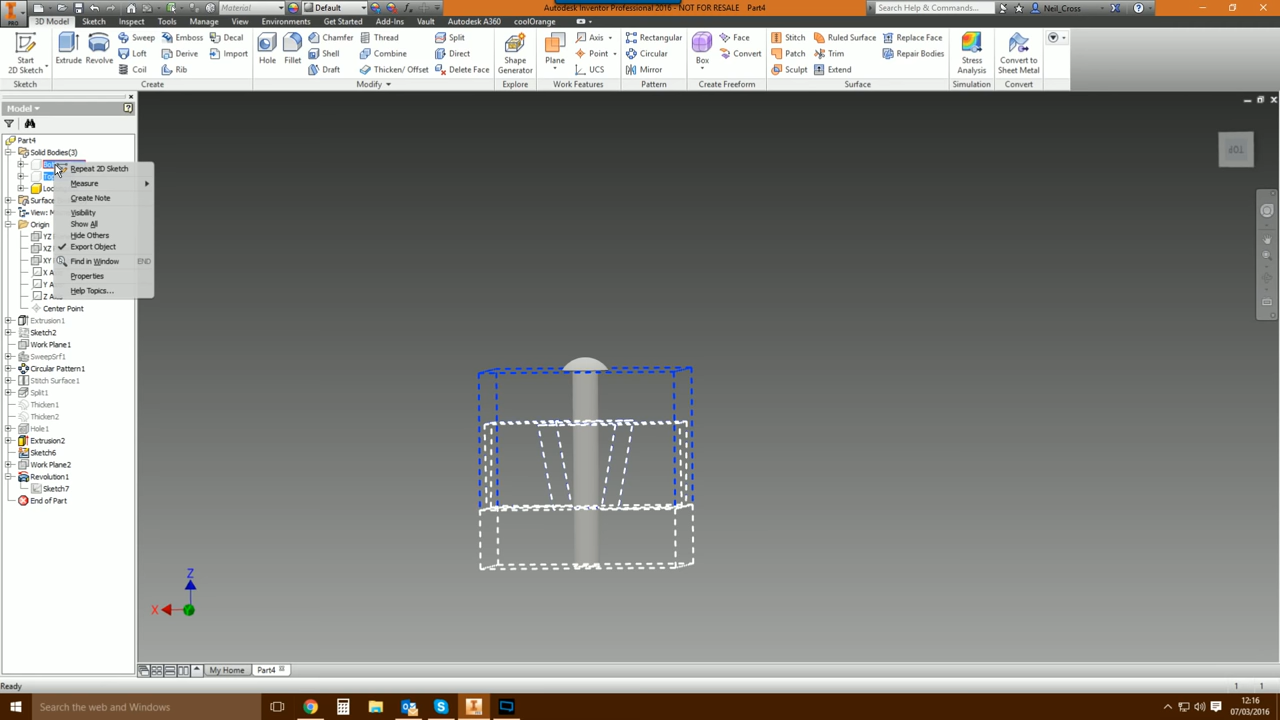 PRO
Material
Default
Autodesk Inventor Professional 2016 - NOT FOR RESALE Part4
Search Help & Commands...
Neil_Cross
3D Model Sketch Inspect Tools Manage View Environments Get Started Add-Ins Vault Autodesk A360 coolOrange
Start
2D Sketch
Extrude
Revolve
Sweep
Loft
Coil
Emboss
Derive
Rib
Decal
Import
Hole
Fillet
Chamfer
Shell
Draft
Thread
Combine
Thicken/ Offset
Split
Direct
Delete Face
Shape
Generator
Plane
Axis
Point
UCS
Rectangular
Circular
Mirror
Box
Face
Convert
Stitch
Patch
Sculpt
Ruled Surface
Trim
Extend
Replace Face
Repair Bodies
Stress
Analysis
Convert to
Sheet Metal
Sketch Create Modify Explore Work Features Pattern Create Freeform Surface Simulation Convert
Model
Part4
Solid Bodies(3)
View:
Origin
YZ
XZ
XY
X
Y
Z
Center Point
Extrusion1
Sketch2
Work Plane1
SweepSrf1
Circular Pattern1
Stitch Surface1
Split1
Thicken1
Thicken2
Hole1
Extrusion2
Sketch6
Work Plane2
Revolution1
Sketch7
End of Part
Repeat 2D Sketch
Measure
Create Note
Visibility
Show All
Hide Others
Export Object
Find in Window END
Properties
Help Topics...
TOP
Z
X
My Home Part4
Ready
1 1
Search the web and Windows
12:16
07/03/2016